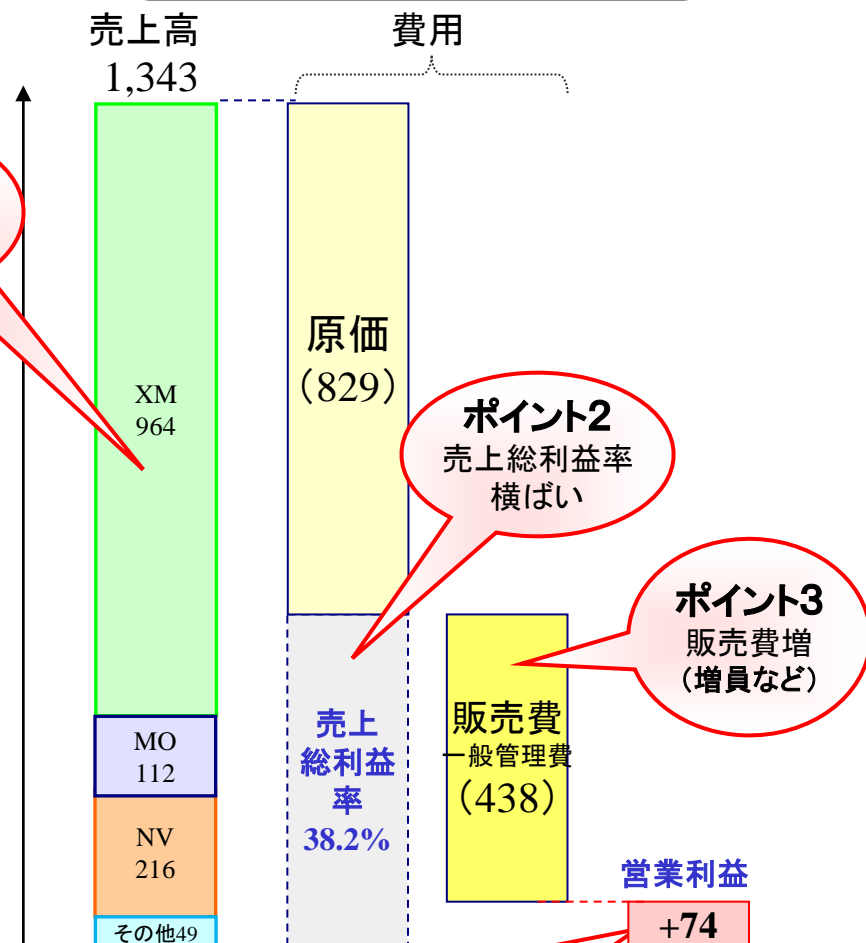 売上高
1,343
費用
XM
964
MO
112
NV
216
その他49
原価
（829）
売上
総利益
率
38.2%
ポイント2
売上総利益率
横ばい
販売費
一般管理費
（438）
ポイント3
販売費増
（増員など）
営業利益
+74